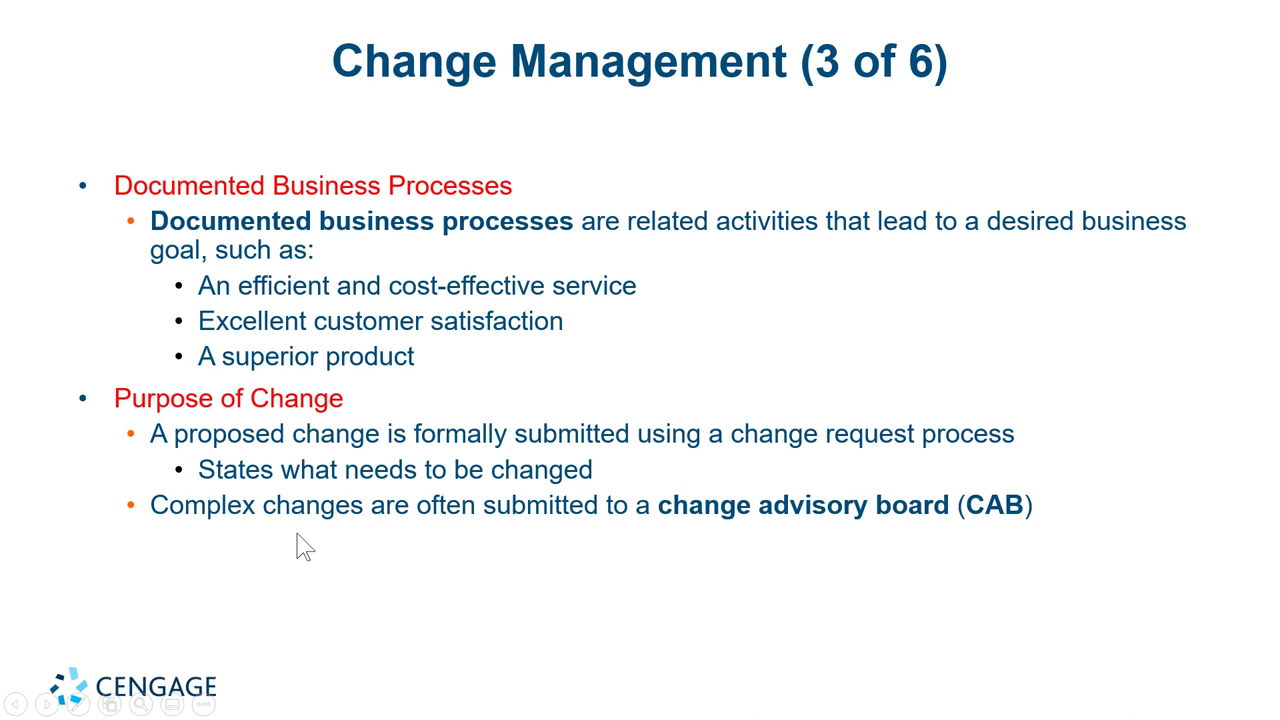 Change Management (3 of 6)
• Documented Business Processes
• Documented business processes are related activities that lead to a desired business
goal, such as:
• An efficient and cost-effective service
• Excellent customer satisfaction
• A superior product
• Purpose of Change
• A proposed change is formally submitted using a change request process
• States what needs to be changed
• Complex changes are often submitted to a change advisory board (CAB)
CENGAGE